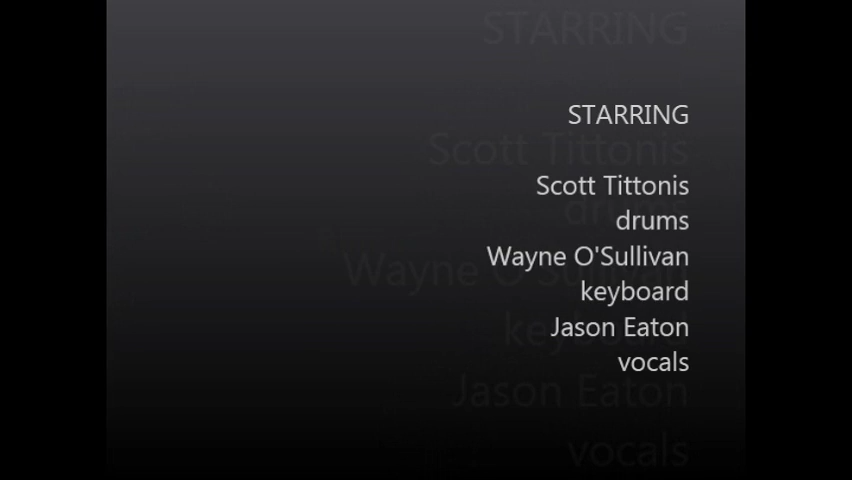 STARRING
Scott Tittonis
drums
Wayne O'Sullivan
keyboard
Jason Eaton
vocals